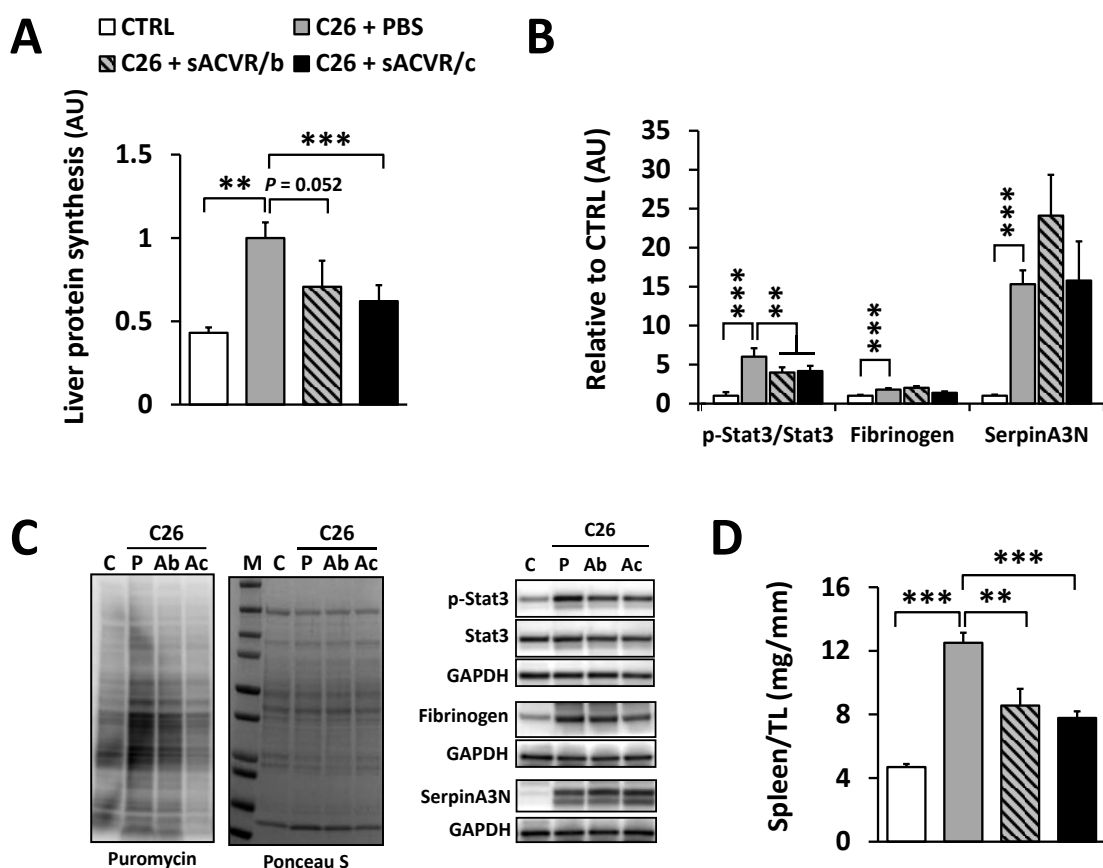 A
CTRL
C26 + PBS
C26 + sACVR/b
C26 + sACVR/c
Liver protein synthesis (AU)
1.5
1
0.5
0
**
***
P = 0.052
B
Relative to CTRL (AU)
35
30
25
20
15
10
5
0
***
**
***
***
p-Stat3/Stat3
Fibrinogen
SerpinA3N
C
C26
C P Ab Ac
Puromycin
C26
M C P Ab Ac
Ponceau S
C26
C P Ab Ac
p-Stat3
Stat3
GAPDH
Fibrinogen
GAPDH
SerpinA3N
GAPDH
D
Spleen/TL (mg/mm)
16
12
8
4
0
***
**
***